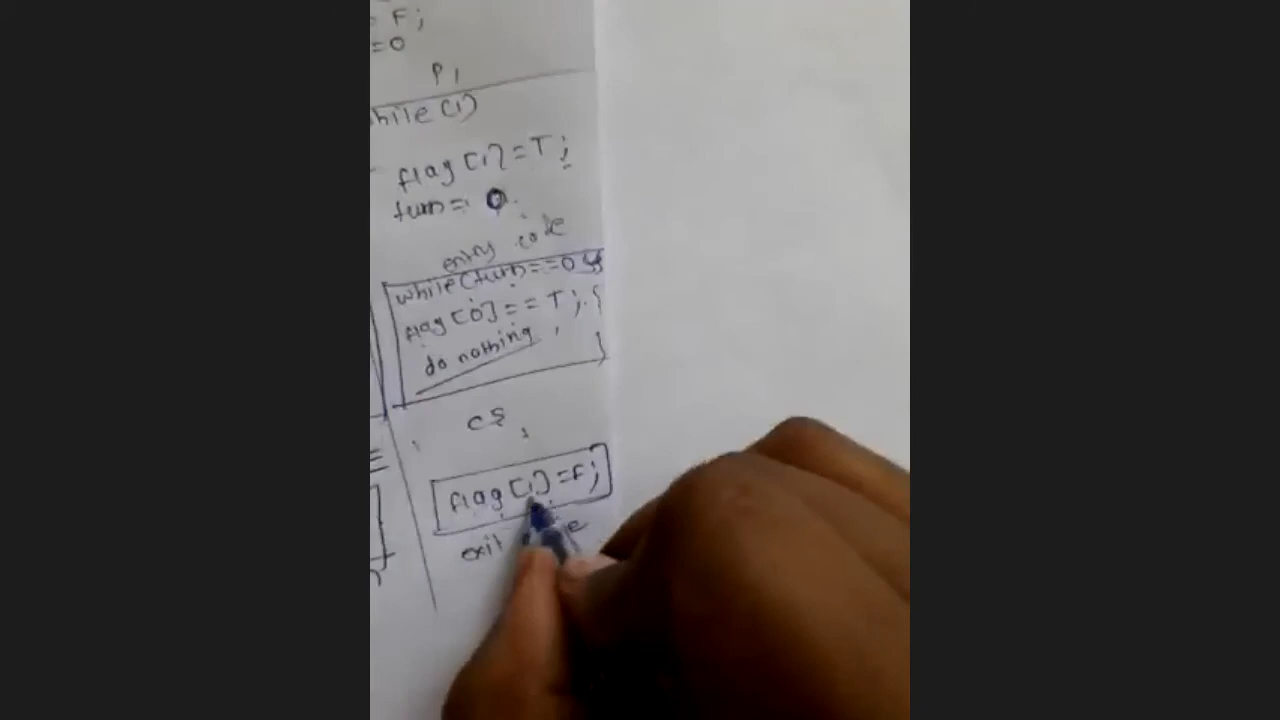 F;
=0
P1
while(1)
flag[1]=T;
turn= 0.
entry code
while(turn==0 &&
flag[0]==T;{
do nothing,
}
CS
flag[1]=F;
exit